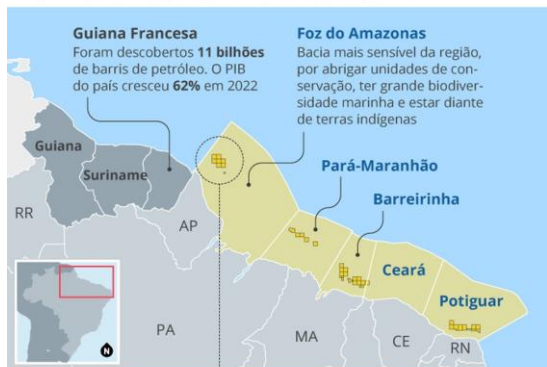 Guiana Francesa
Foram descobertos 11 bilhões
de barris de petróleo. O PIB
do país cresceu 62% em 2022
Foz do Amazonas
Bacia mais sensível da região,
por abrigar unidades de con-
servação, ter grande biodiver-
sidade marinha e estar diante
de terras indígenas
Guiana
Suriname
Pará-Maranhão
Barreirinha
Ceará
Potiguar
RR
AP
PA
MA
CE
RN
N